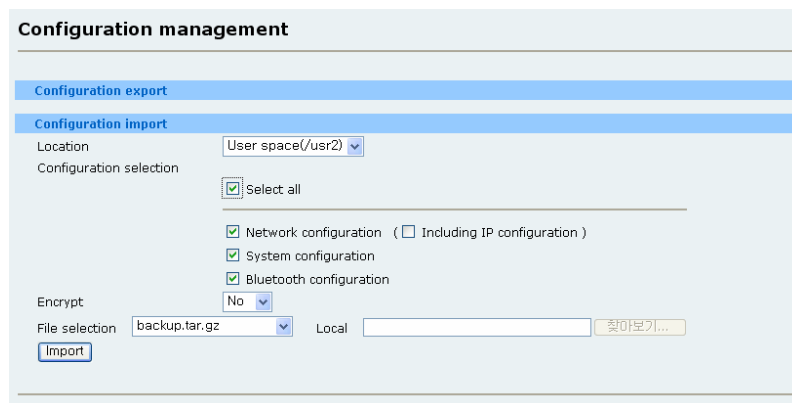 Configuration management
Configuration export
Configuration import
Location User space(/usr2)
Configuration selection
Select all
Network configuration ( Including IP configuration )
System configuration
Bluetooth configuration
Encrypt No
File selection backup.tar.gz Local 찾아보기...
Import